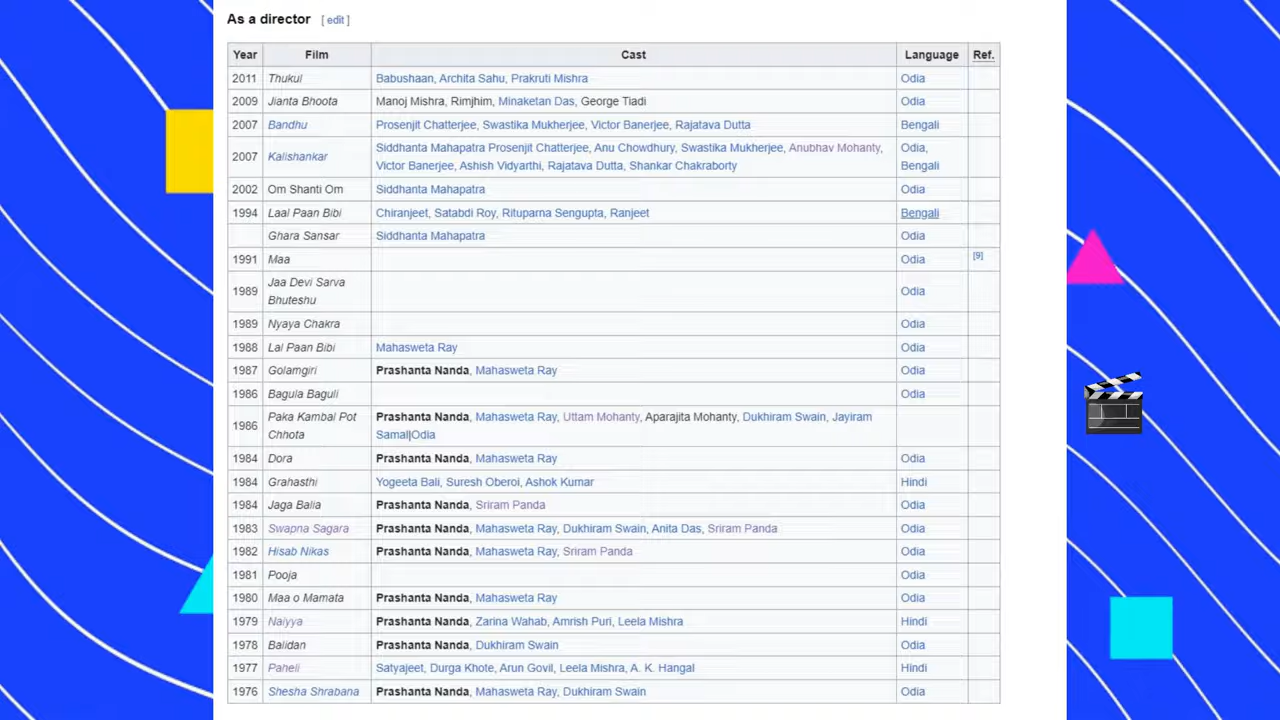 As a director [ edit ]
Year Film Cast Language Ref.
2011 Thukul Babushaan, Archita Sahu, Prakruti Mishra Odia
2009 Jianta Bhoota Manoj Mishra, Rimjhim, Minaketan Das, George Tiadi Odia
2007 Bandhu Prosenjit Chatterjee, Swastika Mukherjee, Victor Banerjee, Rajatava Dutta Bengali
2007 Kalishankar Siddhanta Mahapatra Prosenjit Chatterjee, Anu Chowdhury, Swastika Mukherjee, Anubhav Mohanty, Odia,
Victor Banerjee, Ashish Vidyarthi, Rajatava Dutta, Shankar Chakraborty Bengali
2002 Om Shanti Om Siddhanta Mahapatra Odia
1994 Laal Paan Bibi Chiranjeet, Satabdi Roy, Rituparna Sengupta, Ranjeet Bengali
Ghara Sansar Siddhanta Mahapatra Odia
1991 Maa Odia [9]
1989 Jaa Devi Sarva Odia
Bhuteshu
1989 Nyaya Chakra Odia
1988 Lal Paan Bibi Mahasweta Ray Odia
1987 Golamgiri Prashanta Nanda, Mahasweta Ray Odia
1986 Bagula Baguli Odia
1986 Paka Kambal Pot Prashanta Nanda, Mahasweta Ray, Uttam Mohanty, Aparajita Mohanty, Dukhiram Swain, Jayiram
Chhota Samal|Odia
1984 Dora Prashanta Nanda, Mahasweta Ray Odia
1984 Grahasthi Yogeeta Bali, Suresh Oberoi, Ashok Kumar Hindi
1984 Jaga Balia Prashanta Nanda, Sriram Panda Odia
1983 Swapna Sagara Prashanta Nanda, Mahasweta Ray, Dukhiram Swain, Anita Das, Sriram Panda Odia
1982 Hisab Nikas Prashanta Nanda, Mahasweta Ray, Sriram Panda Odia
1981 Pooja Odia
1980 Maa o Mamata Prashanta Nanda, Mahasweta Ray Odia
1979 Naiyya Prashanta Nanda, Zarina Wahab, Amrish Puri, Leela Mishra Hindi
1978 Balidan Prashanta Nanda, Dukhiram Swain Odia
1977 Paheli Satyajeet, Durga Khote, Arun Govil, Leela Mishra, A. K. Hangal Hindi
1976 Shesha Shrabana Prashanta Nanda, Mahasweta Ray, Dukhiram Swain Odia